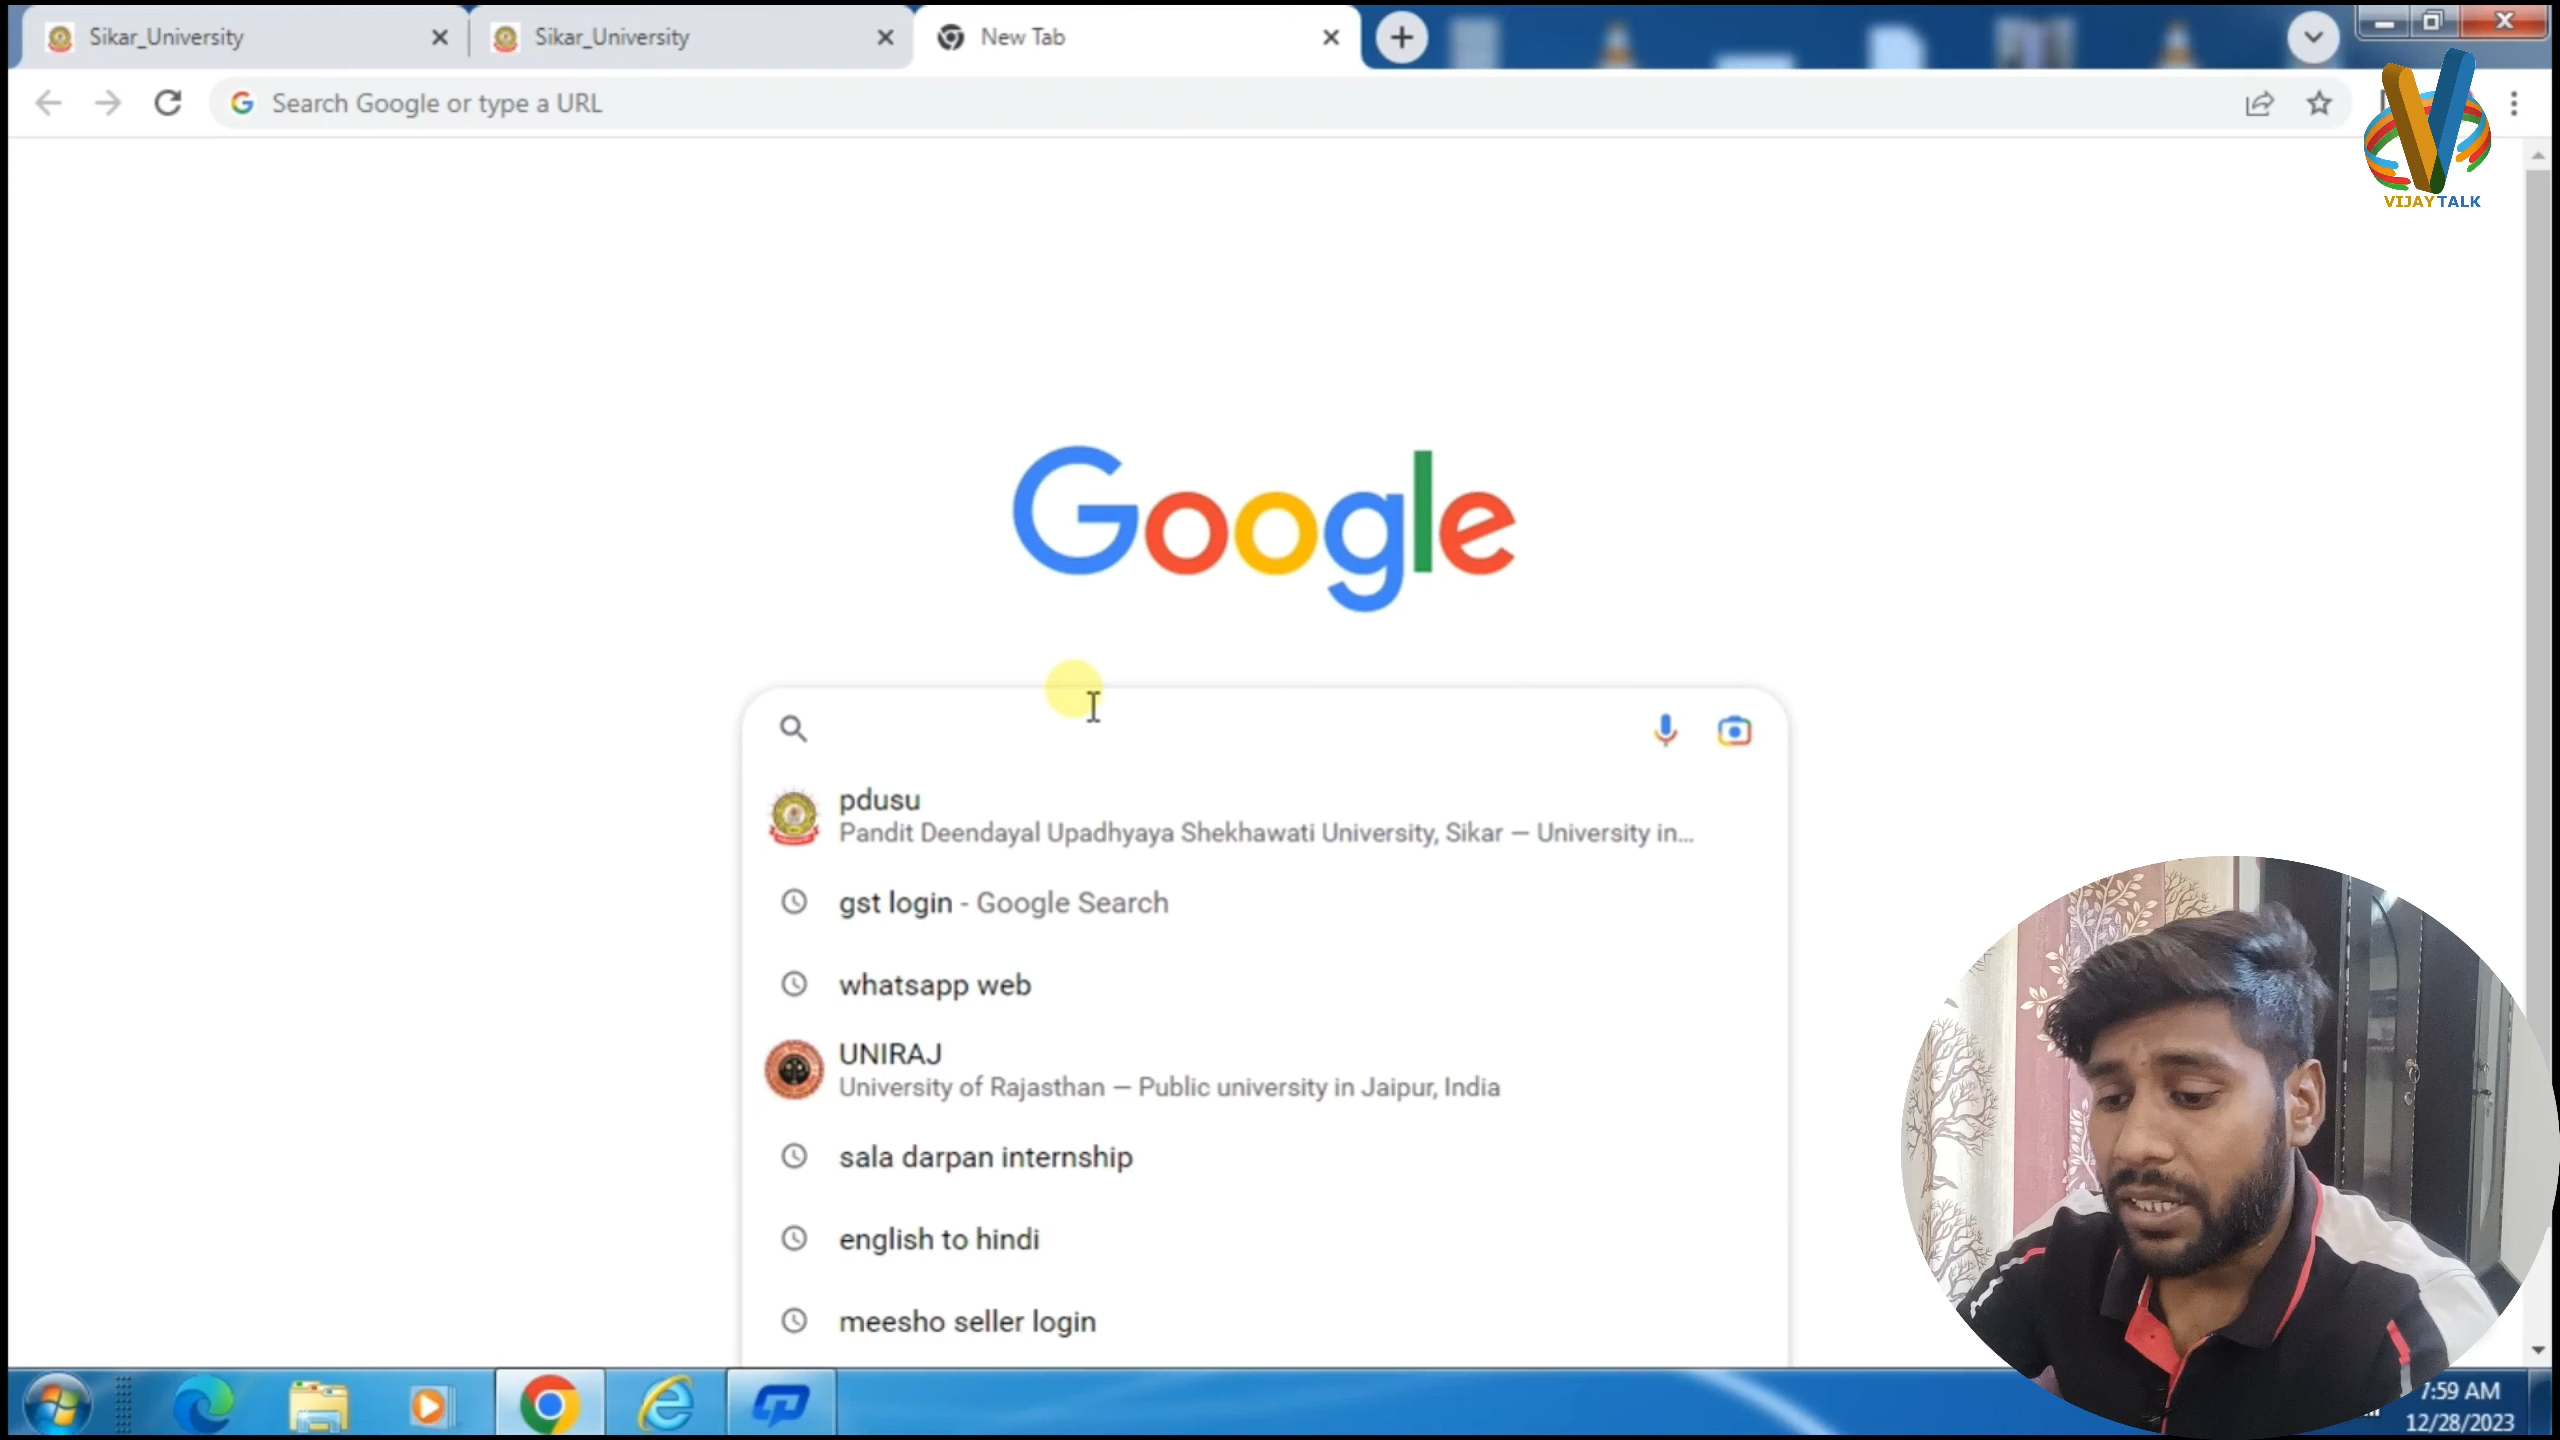 Sikar_University
Sikar_University
New Tab
Search Google or type a URL
VIJAYTALK
Google
pdusu
Pandit Deendayal Upadhyaya Shekhawati University, Sikar — University in...
gst login - Google Search
whatsapp web
UNIRAJ
University of Rajasthan — Public university in Jaipur, India
sala darpan internship
english to hindi
meesho seller login
7:59 AM
12/28/2023